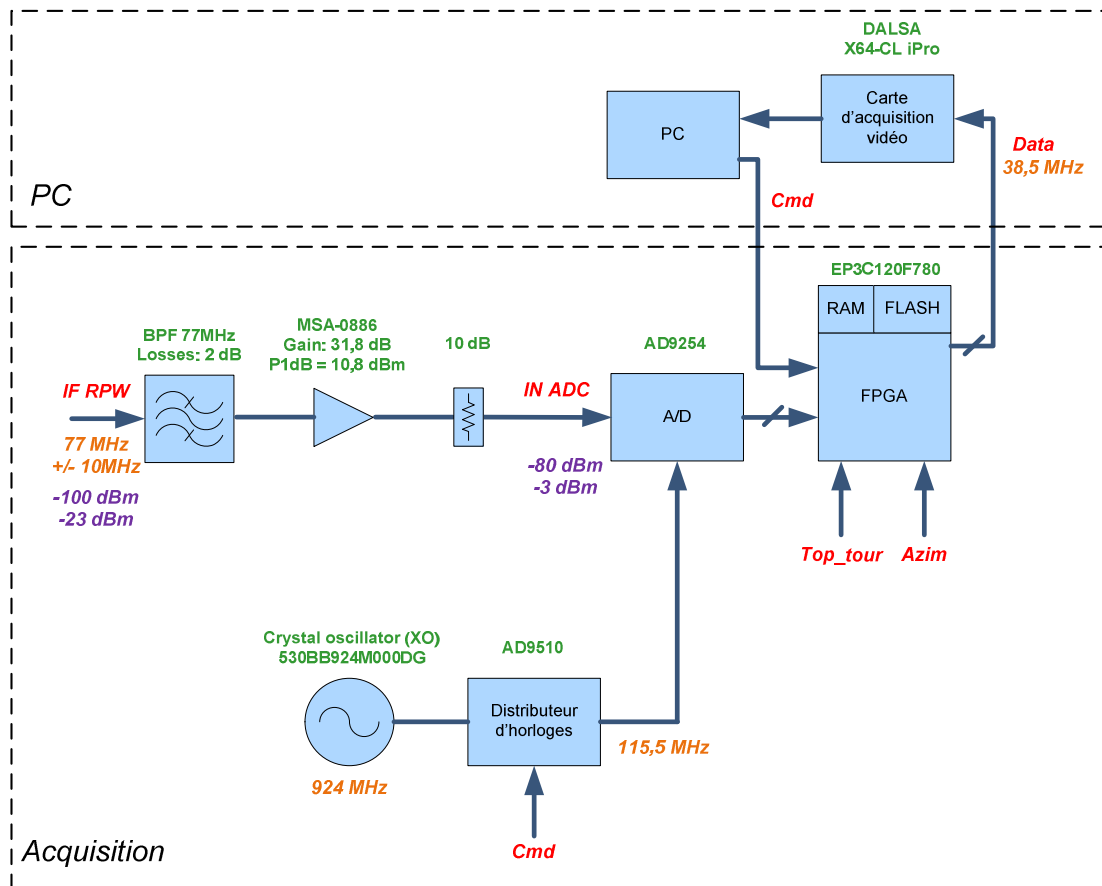 DALSA
X64-CL iPro
Carte
d'acquisition
vidéo
PC
Data
38,5 MHz
Cmd
PC
EP3C120F780
RAM
FLASH
FPGA
BPF 77MHz
Losses: 2 dB
MSA-0886
Gain: 31,8 dB
P1dB = 10,8 dBm
10 dB
AD9254
IF RPW
77 MHz
+/- 10MHz
-100 dBm
-23 dBm
IN ADC
-80 dBm
-3 dBm
A/D
Top_tour
Azim
Crystal oscillator (XO)
530BB924M000DG
AD9510
Distributeur
d'horloges
115,5 MHz
924 MHz
Cmd
Acquisition